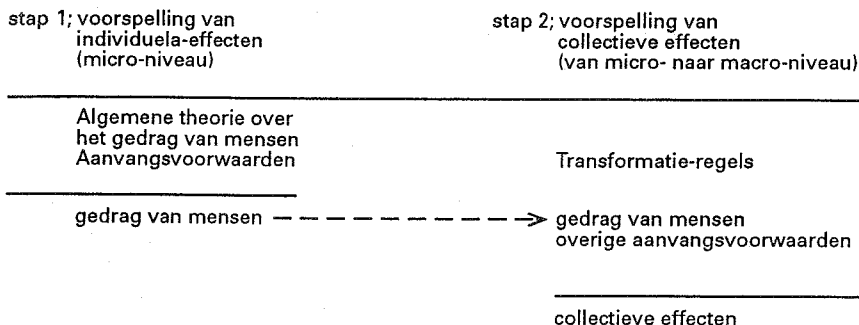 stap 1; voorspelling van
individuela-effecten
(micro-niveau)
stap 2; voorspelling van
collectieve effecten
(van micro- naar macro-niveau)
Algemene theorie over
het gedrag van mensen
Aanvangsvoorwaarden
Transformatie-regels
gedrag van mensen
gedrag van mensen
overige aanvangsvoorwaarden
collectieve effecten